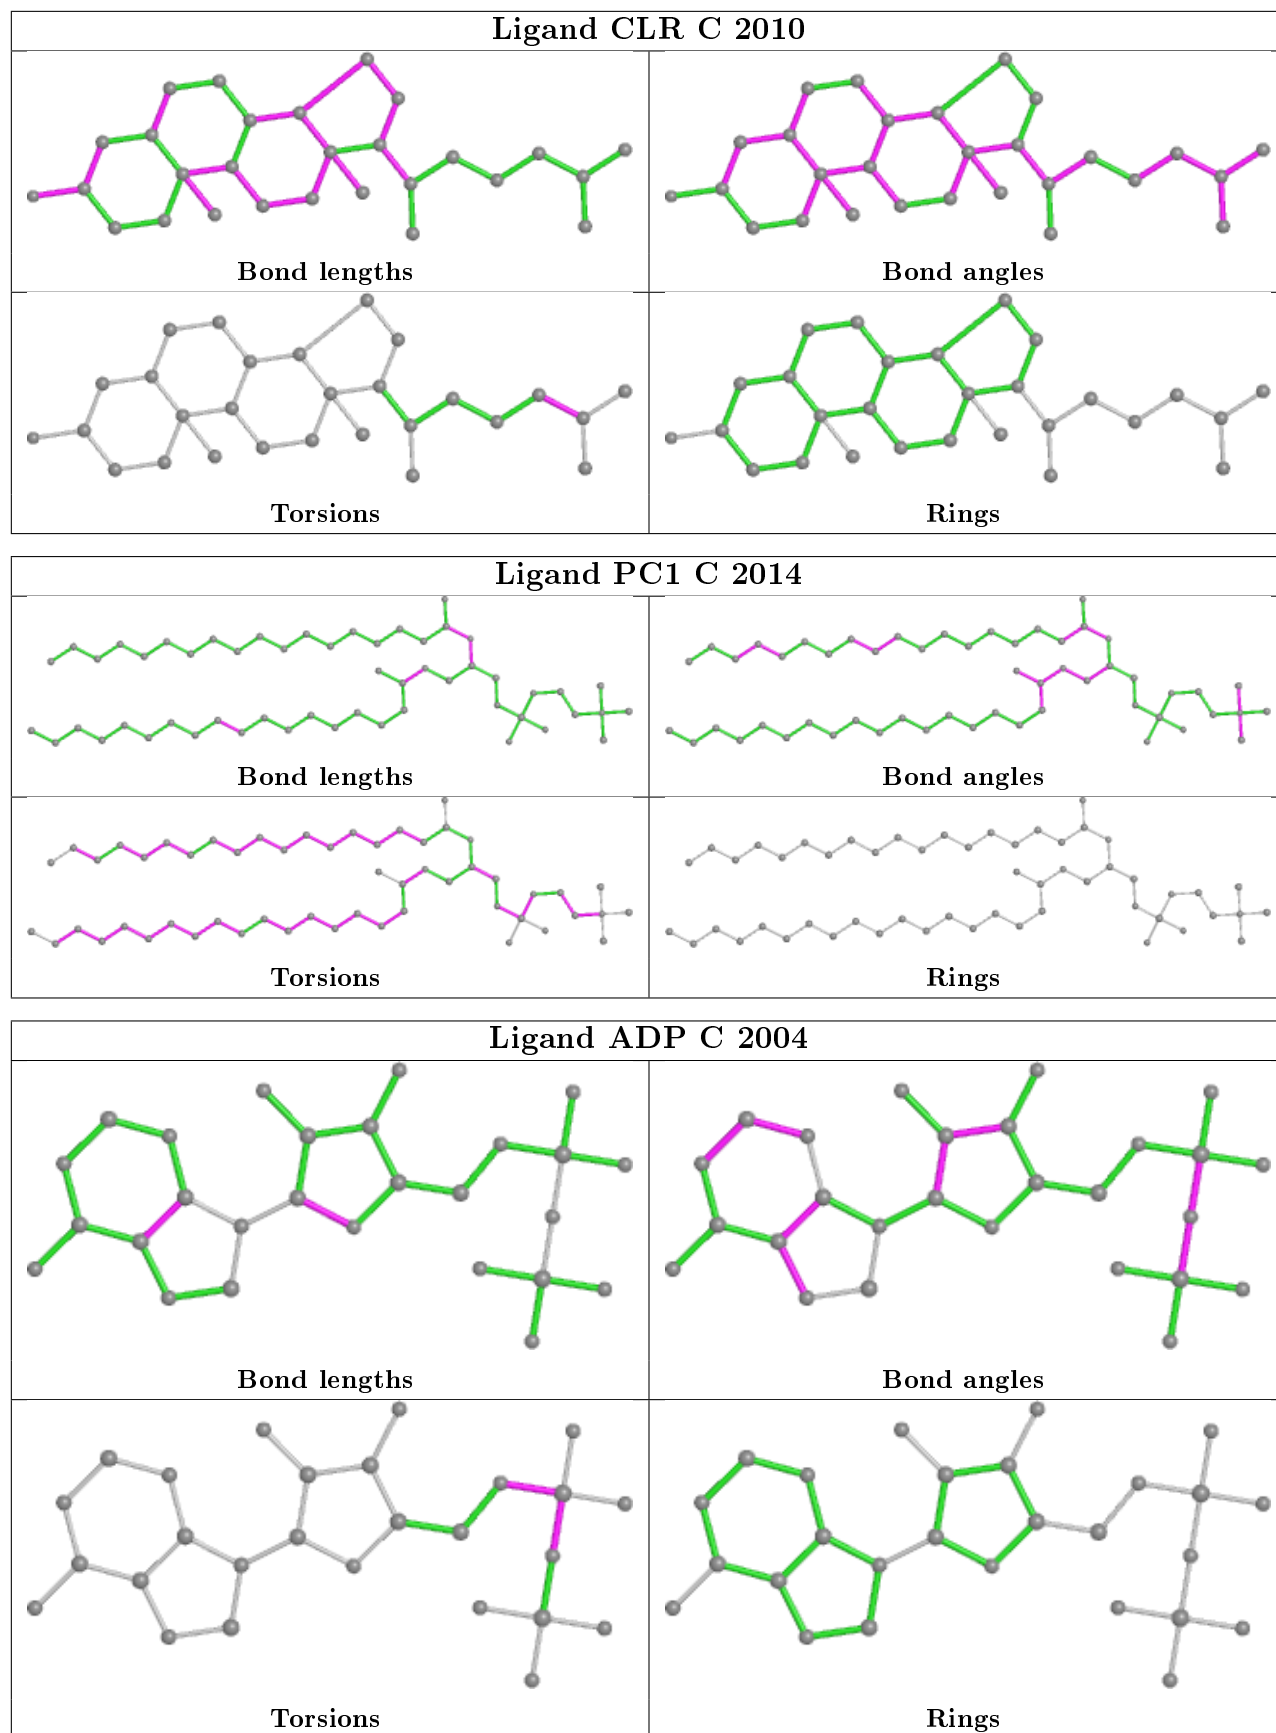 Ligand CLR C 2010
Bond lengths
Bond angles
Torsions
Rings
Ligand PC1 C 2014
Bond lengths
Bond angles
Torsions
Rings
Ligand ADP C 2004
Bond lengths
Bond angles
Torsions
Rings